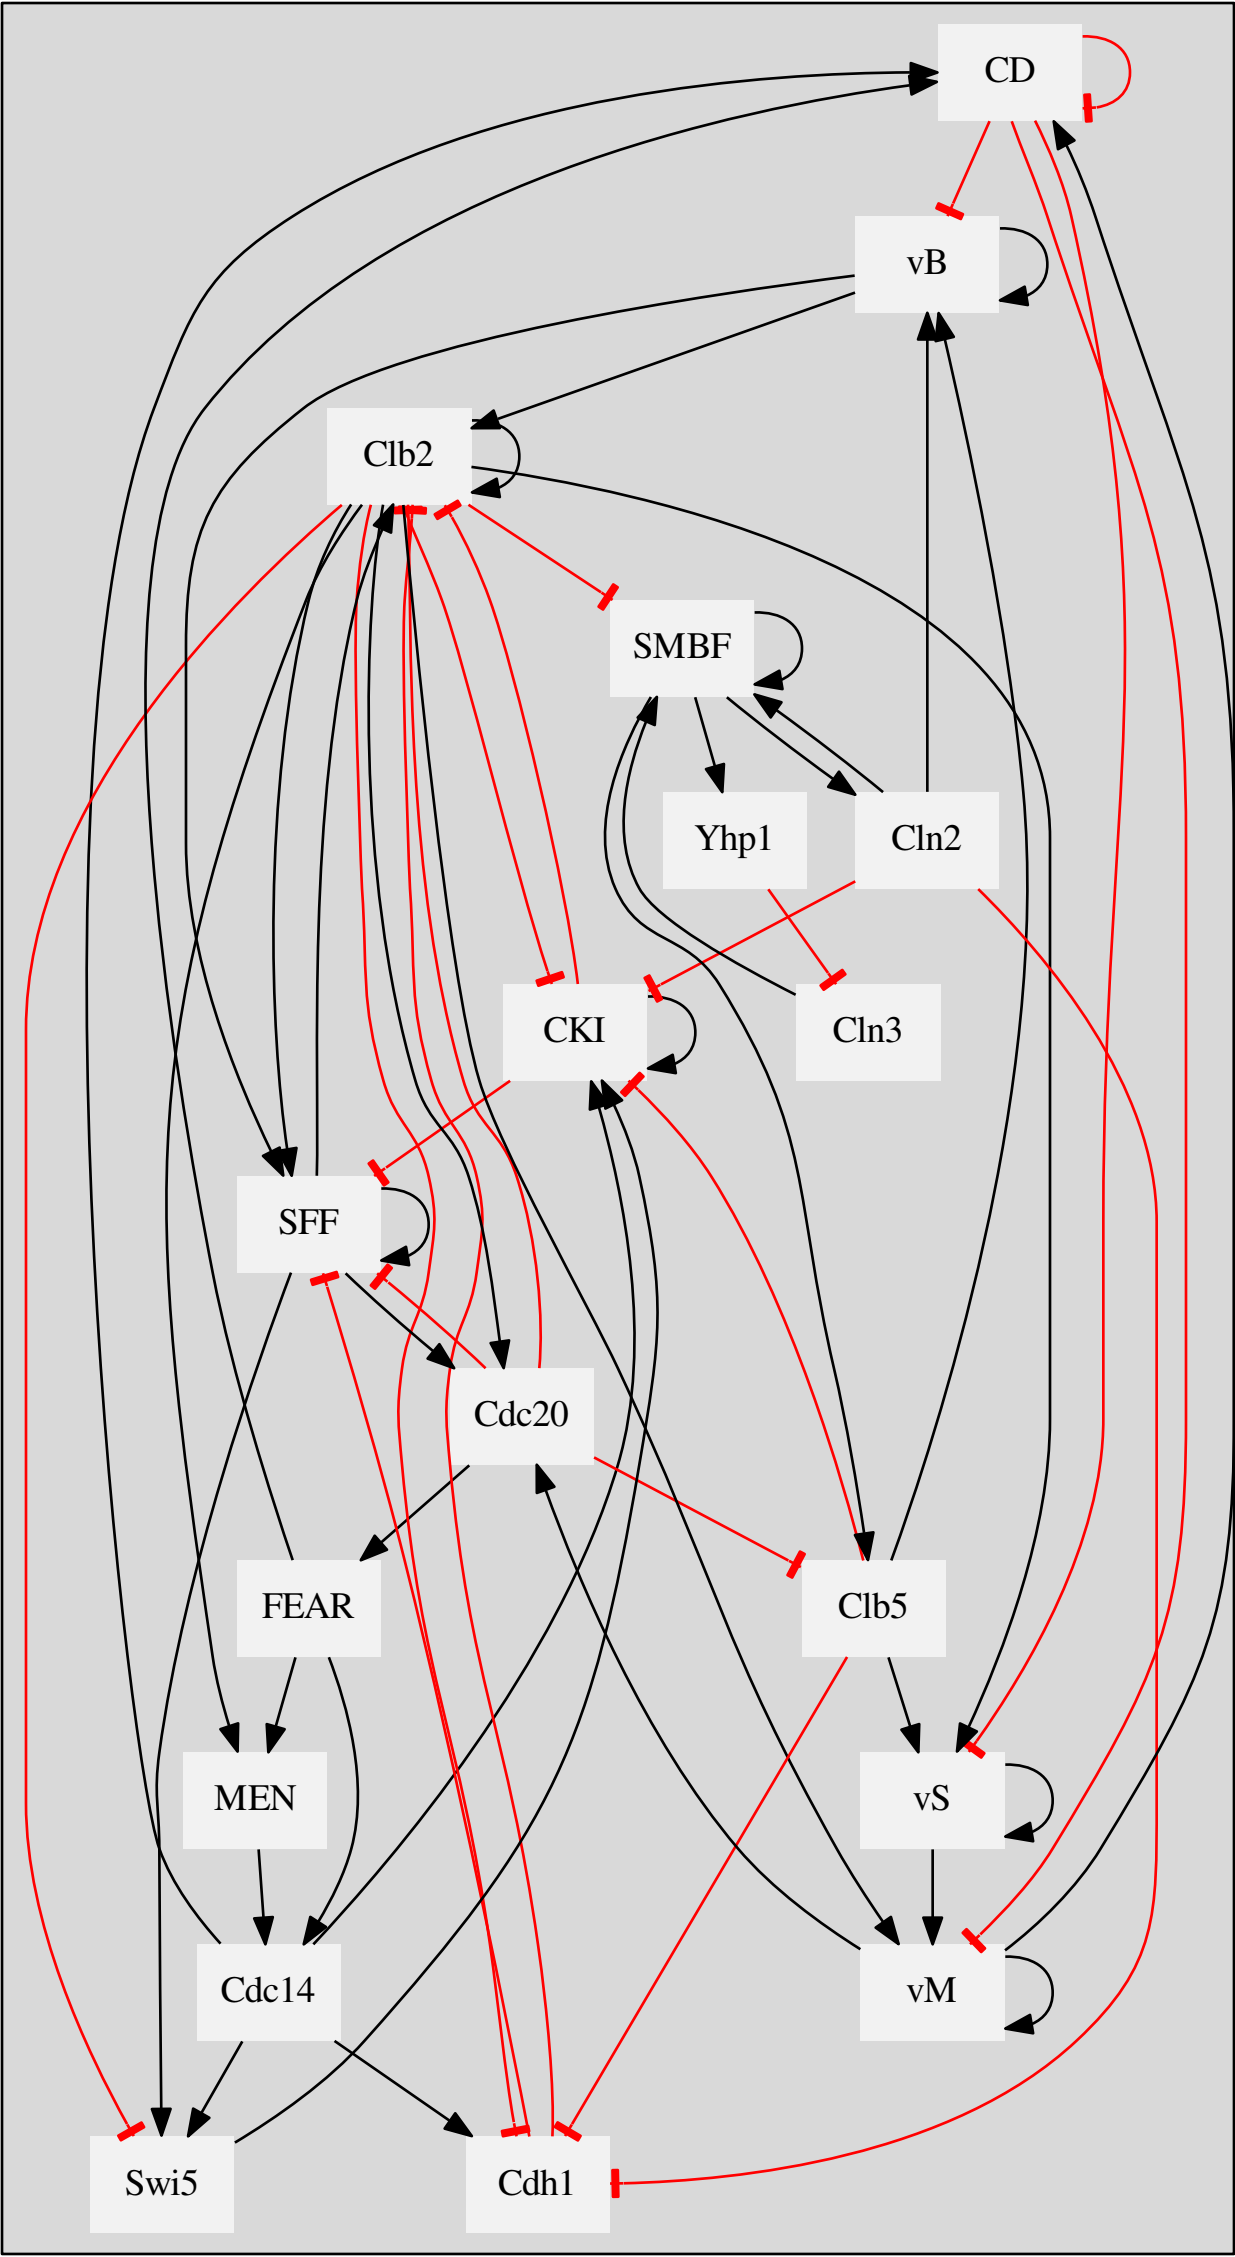 CD
vB
Clb2
SMBF
Yhp1
Cln2
CKI
Cln3
SFF
Cdc20
FEAR
Clb5
MEN
vS
Cdc14
vM
Swi5
Cdh1